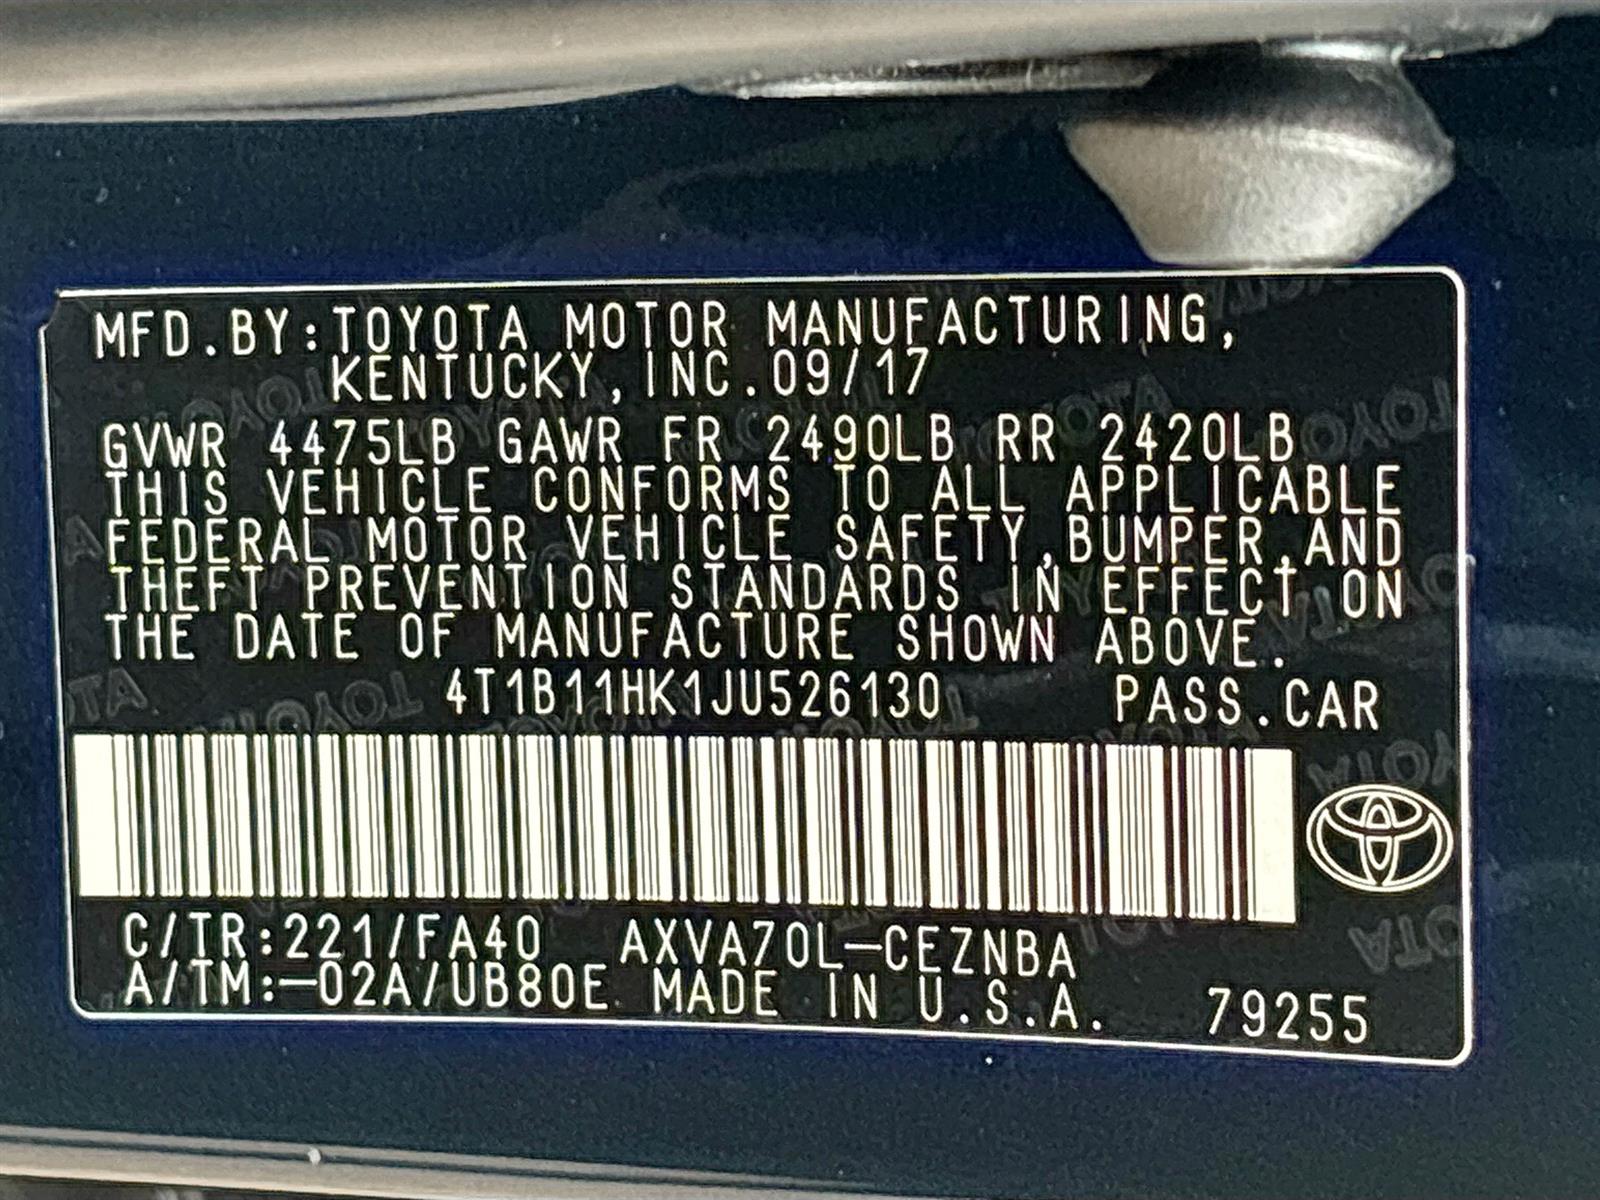 MFD.BY:TOYOTA MOTOR MANUFACTURING,
KENTUCKY,INC.09/17
GVWR 4475LB GAWR FR 2490LB RR 2420LB
THIS VEHICLE CONFORMS TO ALL APPLICABLE
FEDERAL MOTOR VEHICLE SAFETY,BUMPER,AND
THEFT PREVENTION STANDARDS IN EFFECT ON
THE DATE OF MANUFACTURE SHOWN ABOVE.
4T1B11HK1JU526130 PASS.CAR
C/TR:221/FA40 AXVA70L-CEZNBA
A/TM:-02A/UB80E MADE IN U.S.A. 79255